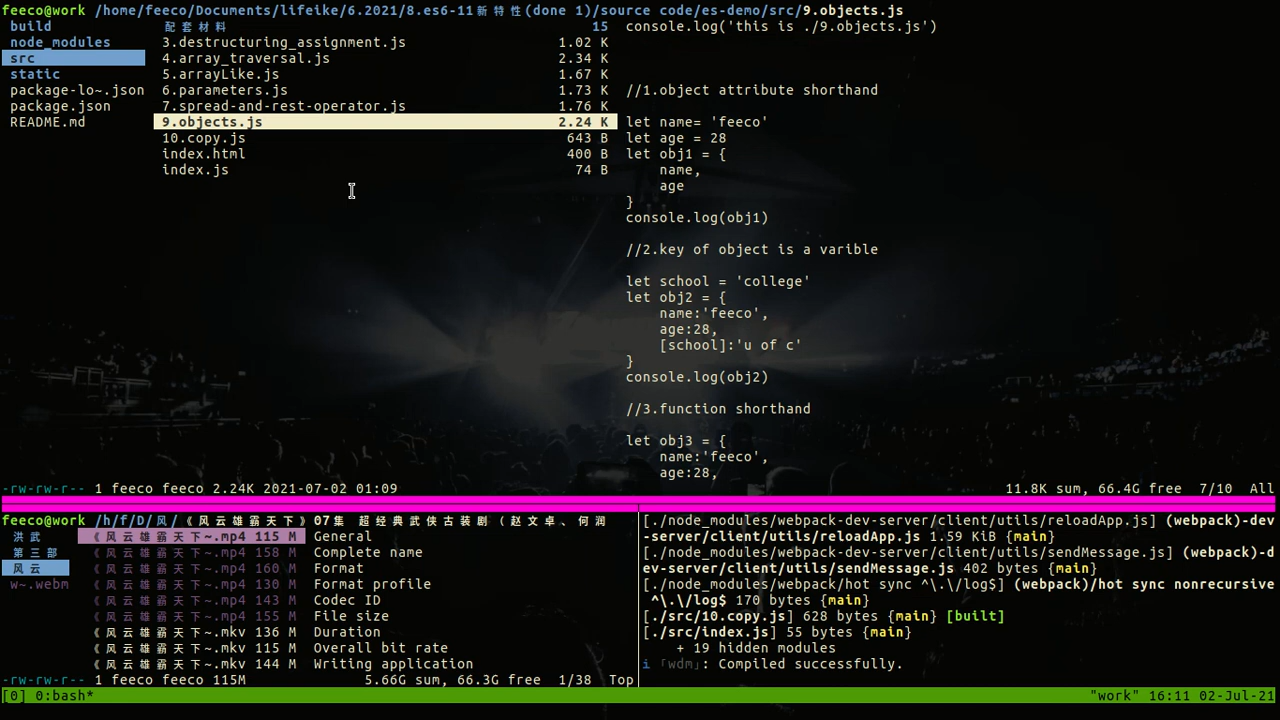 feeco@work /home/feeco/Documents/lifeike/6.2021/8.es6-11新特性(done 1)/source code/es-demo/src/9.objects.js
build
node_modules
src
static
package-lo~.json
package.json
README.md
配套材料 15
3.destructuring_assignment.js 1.02 K
4.array_traversal.js 2.34 K
5.arrayLike.js 1.67 K
6.parameters.js 1.73 K
7.spread-and-rest-operator.js 1.76 K
9.objects.js 2.24 K
10.copy.js 643 B
index.html 400 B
index.js 74 B
console.log('this is ./9.objects.js')
//1.object attribute shorthand
let name= 'feeco'
let age = 28
let obj1 = {
    name,
    age
}
console.log(obj1)
//2.key of object is a varible
let school = 'college'
let obj2 = {
    name:'feeco',
    age:28,
    [school]:'u of c'
}
console.log(obj2)
//3.function shorthand
let obj3 = {
    name:'feeco',
    age:28,
-rw-rw-r-- 1 feeco feeco 2.24K 2021-07-02 01:09 11.8K sum, 66.4G free 7/10 All
feeco@work /h/f/D/风/《风云雄霸天下》07集 超经典武侠古装剧（赵文卓、何润
洪武
第三部
风云
w~.webm
《风云雄霸天下~.mp4 115 M
《风云雄霸天下~.mp4 158 M
《风云雄霸天下~.mp4 160 M
《风云雄霸天下~.mp4 130 M
《风云雄霸天下~.mp4 143 M
《风云雄霸天下~.mp4 155 M
《风云雄霸天下~.mkv 136 M
《风云雄霸天下~.mkv 115 M
《风云雄霸天下~.mkv 144 M
General
Complete name
Format
Format profile
Codec ID
File size
Duration
Overall bit rate
Writing application
-rw-rw-r-- 1 feeco feeco 115M 5.66G sum, 66.3G free 1/38 Top
[./node_modules/webpack-dev-server/client/utils/reloadApp.js] (webpack)-dev
-server/client/utils/reloadApp.js 1.59 KiB {main}
[./node_modules/webpack-dev-server/client/utils/sendMessage.js] (webpack)-d
ev-server/client/utils/sendMessage.js 402 bytes {main}
[./node_modules/webpack/hot sync ^\.\/log$] (webpack)/hot sync nonrecursive
^\.\/log$ 170 bytes {main}
[./src/10.copy.js] 628 bytes {main} [built]
[./src/index.js] 55 bytes {main}
+ 19 hidden modules
i ｢wdm｣: Compiled successfully.
[0] 0:bash* "work" 16:11 02-Jul-21